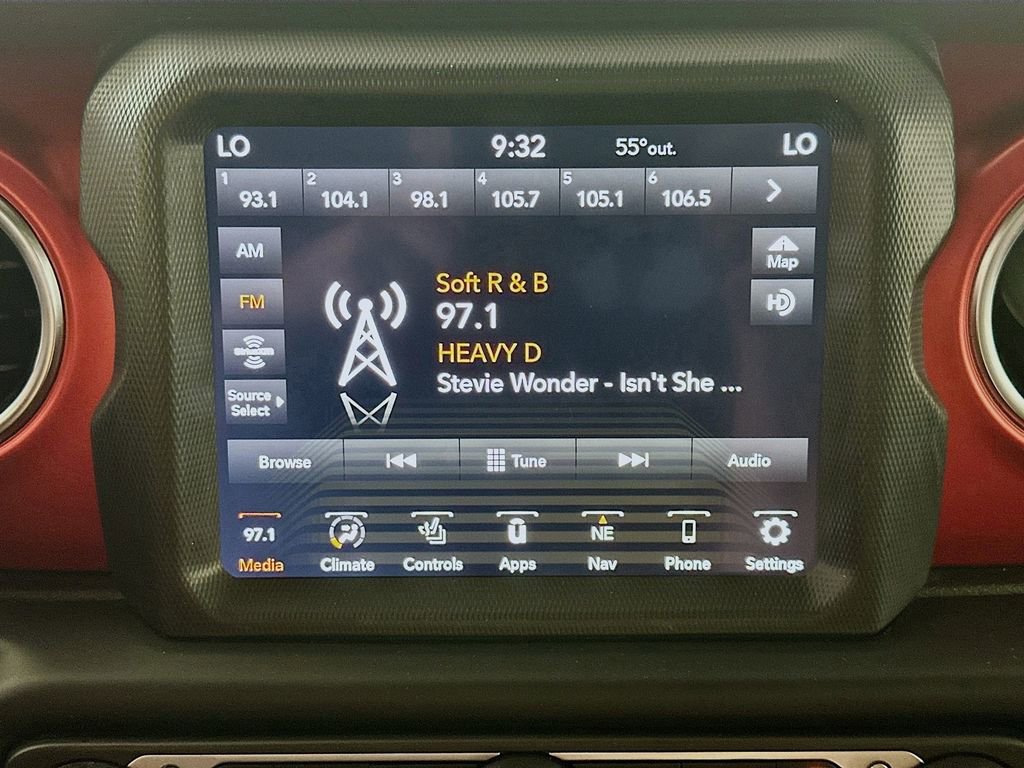 LO 9:32 55°out. LO
1 93.1 2 104.1 3 98.1 4 105.7 5 105.1 6 106.5
AM
Map
FM
HD
Soft R & B
97.1
HEAVY D
Stevie Wonder - Isn't She ...
SiriusXM
Source
Select
Browse Tune Audio
97.1 NE
Media Climate Controls Apps Nav Phone Settings